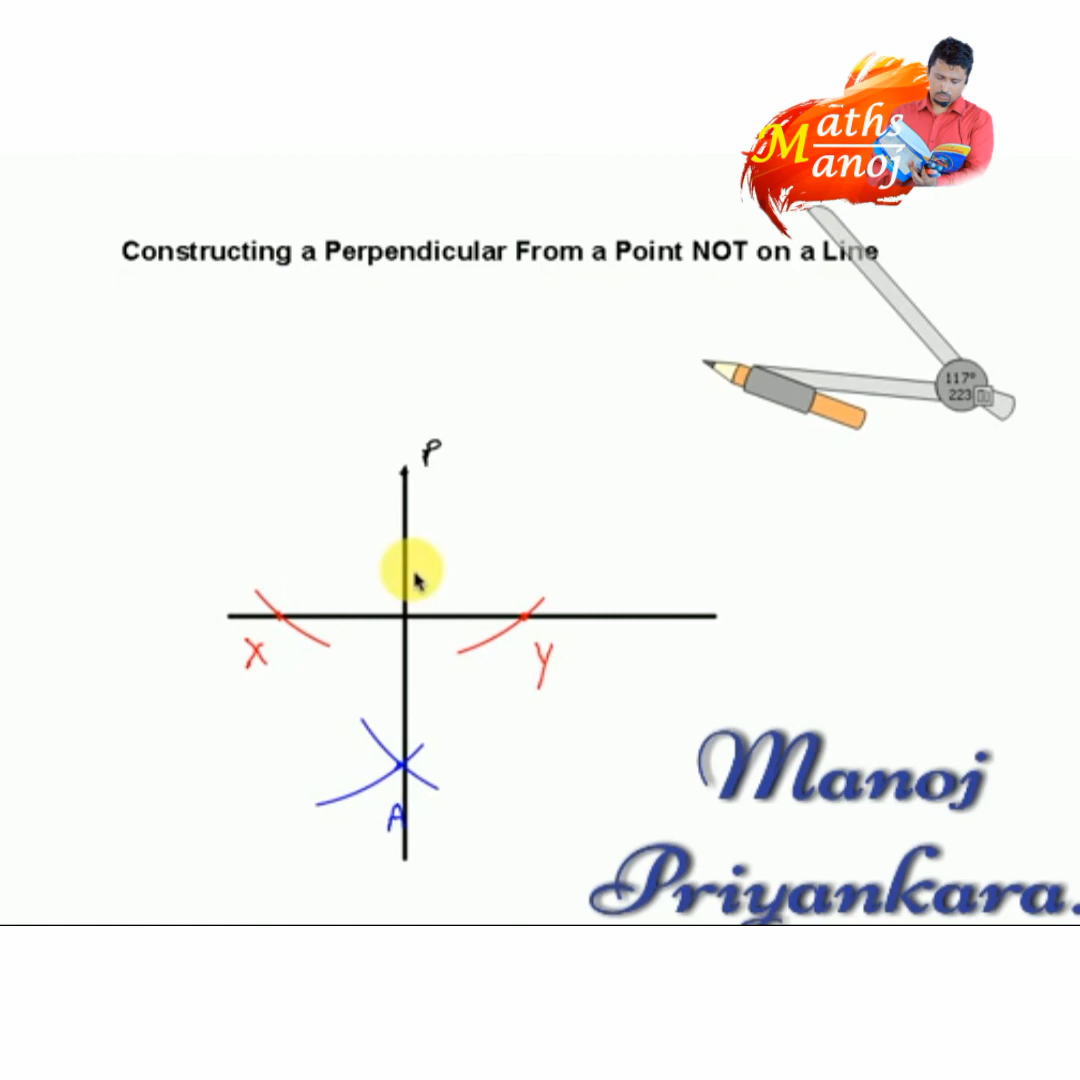 Maths
Manoj
Constructing a Perpendicular From a Point NOT on a Line
117°
223
P
X
Y
A
Manoj
Priyankara.